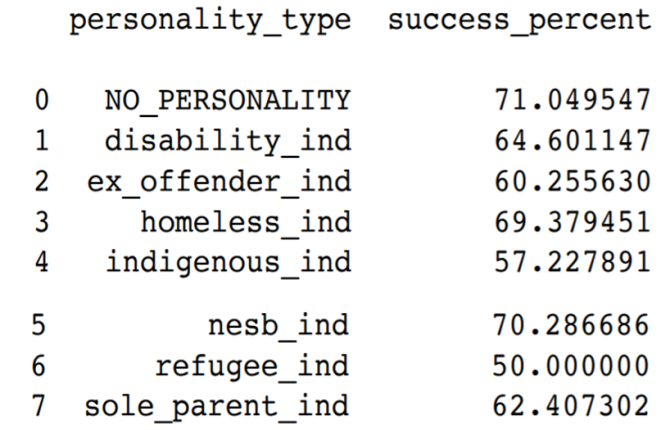 personality_type success_percent
0 NO_PERSONALITY 71.049547
1 disability_ind 64.601147
2 ex_offender_ind 60.255630
3 homeless_ind 69.379451
4 indigenous_ind 57.227891
5 nesb_ind 70.286686
6 refugee_ind 50.000000
7 sole_parent_ind 62.407302